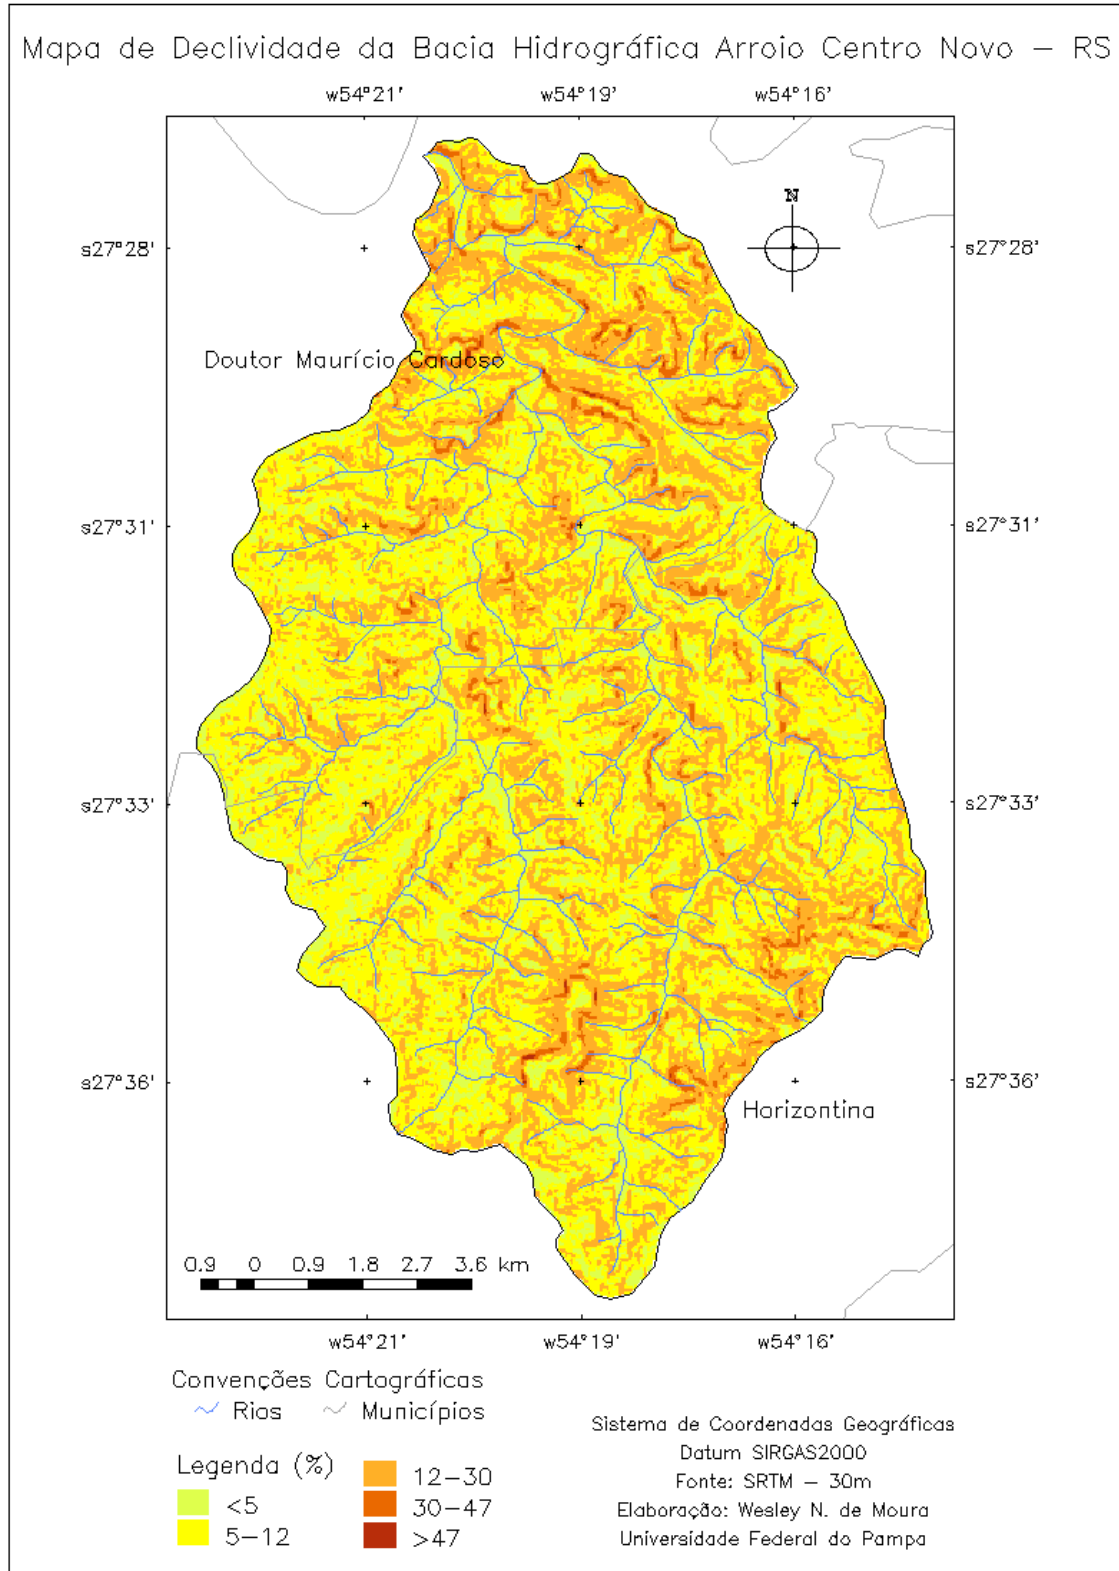 Mapa de Declividade da Bacia Hidrográfica Arroio Centro Novo – RS
w54°21' w54°19' w54°16'
N
s27°28' s27°28'
Doutor Maurício Cardoso
s27°31' s27°31'
s27°33' s27°33'
s27°36' s27°36'
Horizontina
0.9 0 0.9 1.8 2.7 3.6 km
w54°21' w54°19' w54°16'
Convenções Cartográficas
Rios Municípios
Legenda (%)
<5
5–12
12–30
30–47
>47
Sistema de Coordenadas Geográficas
Datum SIRGAS2000
Fonte: SRTM – 30m
Elaboração: Wesley N. de Moura
Universidade Federal do Pampa